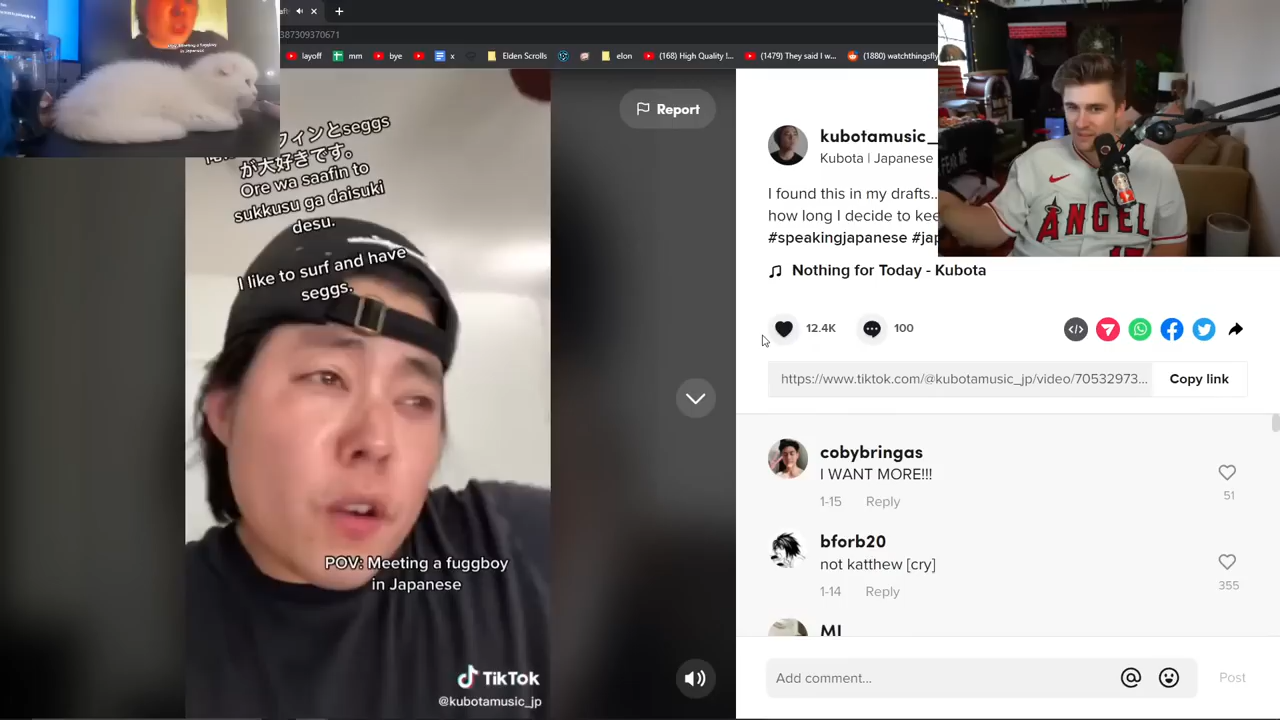 387309370671
layoff
mm
bye
x
Elden Scrolls
elon
(168) High Quality I...
(1479) They said I w...
(1880) watchthingsfly
フィンとseggs
が大好きです。
Ore wa saafin to
sukkusu ga daisuki
desu.
I like to surf and have
seggs.
POV: Meeting a fuggboy
in Japanese
TikTok
@kubotamusic_jp
Report
kubotamusic_
Kubota | Japanese
I found this in my drafts...
how long I decide to kee
#speakingjapanese #jap
Nothing for Today - Kubota
12.4K
100
https://www.tiktok.com/@kubotamusic_jp/video/70532973...
Copy link
cobybringas
I WANT MORE!!!
51
1-15
Reply
bforb20
not katthew [cry]
355
1-14
Reply
MI
Add comment...
Post
ANGEL